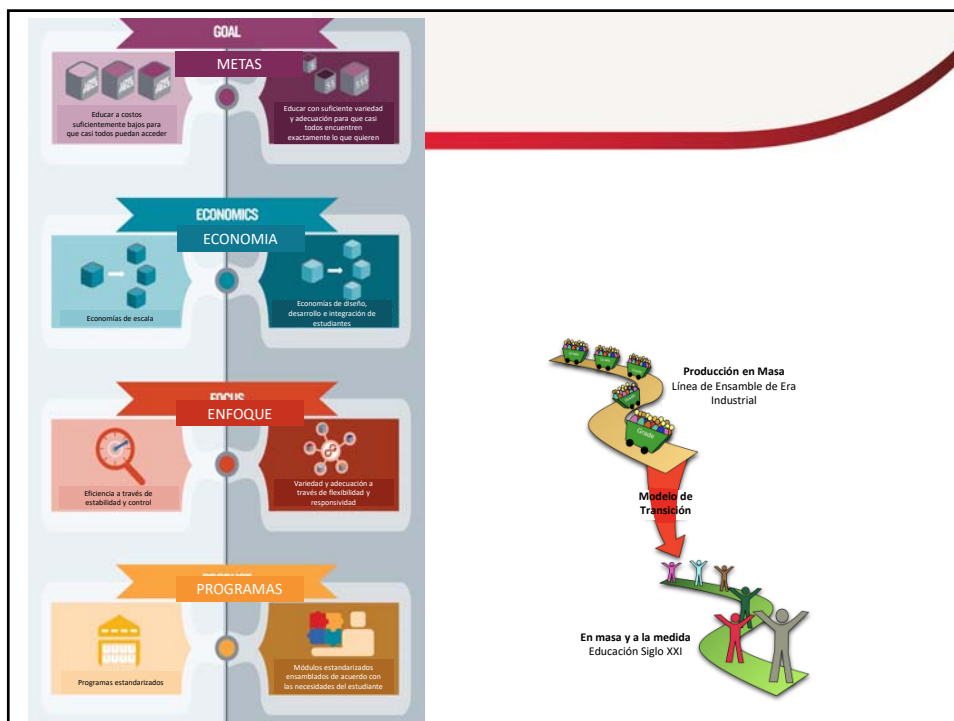 GOAL
METAS
Educar a costos
suficientemente bajos para
que casi todos puedan acceder
Educar con suficiente variedad
y adecuación para que casi
todos encuentren
exactamente lo que quieren
ECONOMICS
ECONOMIA
Economías de escala
Economías de diseño,
desarrollo e integración de
estudiantes
FOCUS
ENFOQUE
Eficiencia a través de
estabilidad y control
Variedad y adecuación a
través de flexibilidad y
responsividad
PROGRAMAS
Programas estandarizados
Módulos estandarizados
ensamblados de acuerdo con
las necesidades del estudiante
Producción en Masa
Línea de Ensamble de Era
Industrial
Grade
Modelo de
Transición
En masa y a la medida
Educación Siglo XXI